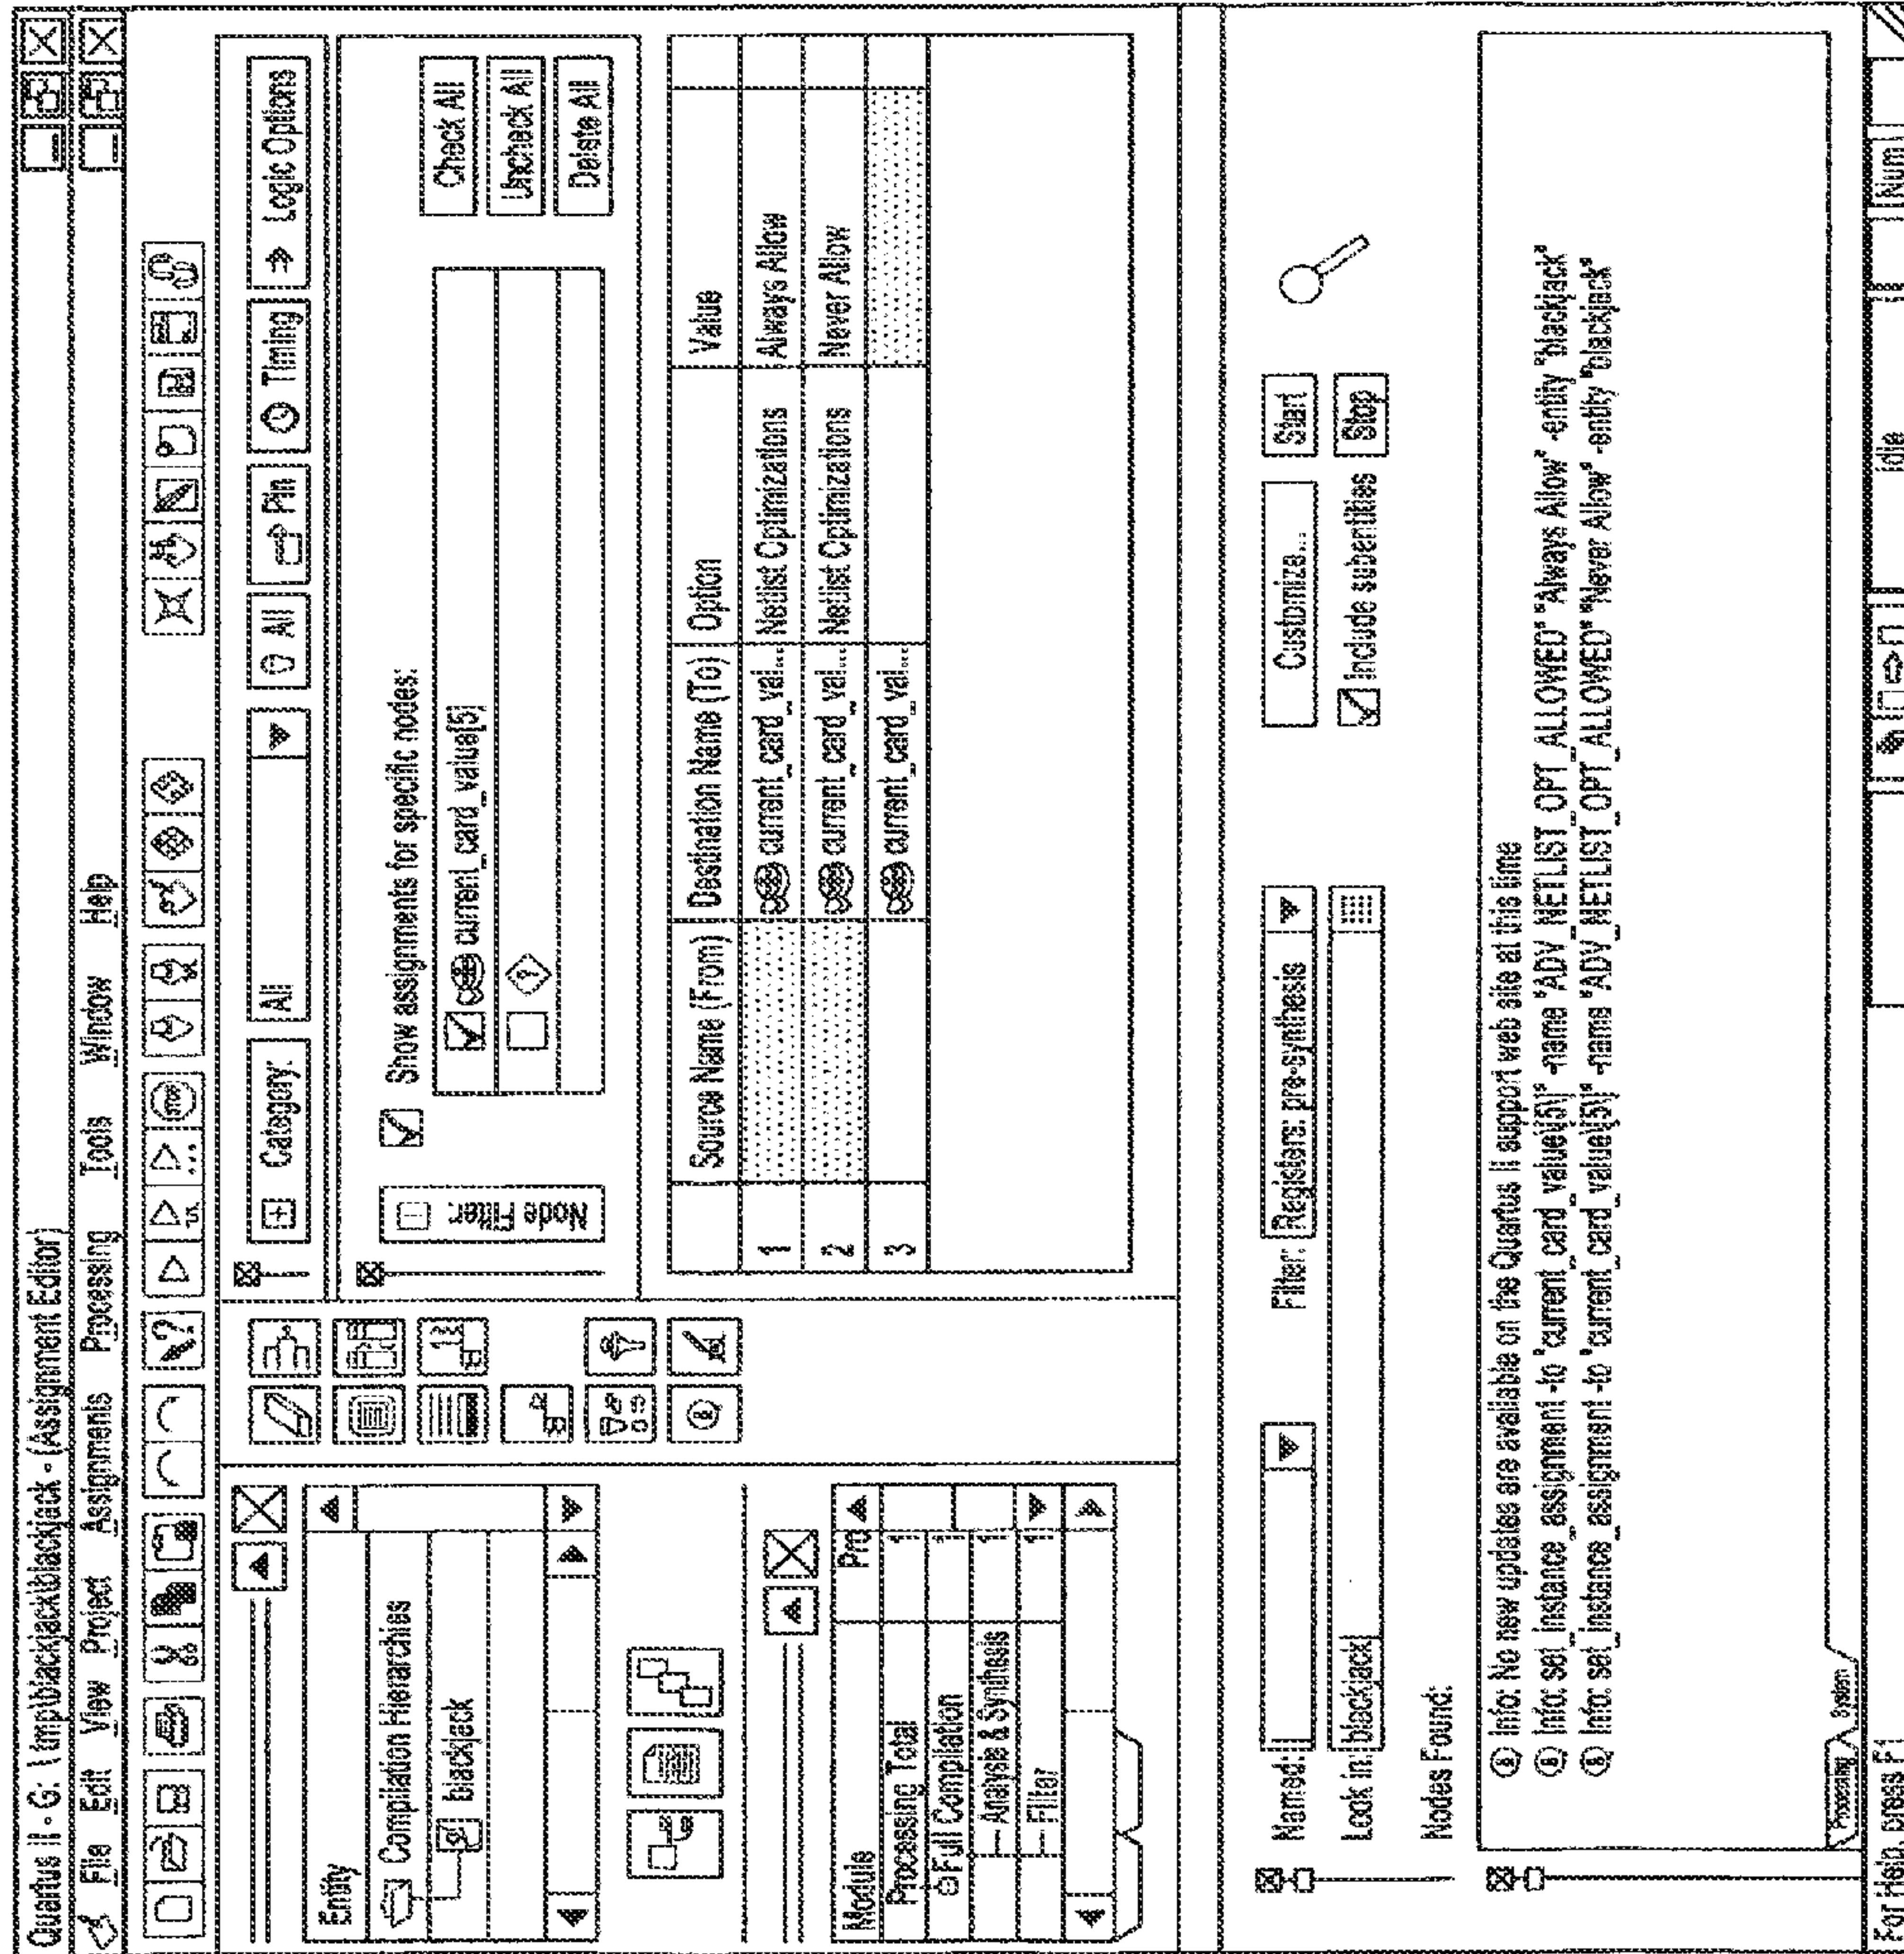 Quartus II - G: \tmp\blackjack\blackjack - (Assignment Editor)
File Edit View Project Assignments Processing Tools Window Help
STOP
Entity
Compilation Hierarchies
blackjack
Module Pro
Processing Total 1
Full Compilation 1
Analysis & Synthesis 1
Filter 1
Category: All All Pin Timing Logic Options
Node Filter:
Show assignments for specific nodes:
current_card_value[5]
?
Check All
Uncheck All
Delete All
Source Name (From) Destination Name (To) Option Value
1 current_card_val... Netlist Optimizations Always Allow
2 current_card_val... Netlist Optimizations Never Allow
3 current_card_val...
Named: Filter: Registers: pre-synthesis Customize... Start
Look in: blackjack Include subentities Stop
Nodes Found:
Info: No new updates are available on the Quartus II support web site at this time
Info: set_instance_assignment -to "current_card_value\[5\]" -name "ADV_NETLIST_OPT_ALLOWED" "Always Allow" -entity "blackjack"
Info: set_instance_assignment -to "current_card_value\[5\]" -name "ADV_NETLIST_OPT_ALLOWED" "Never Allow" -entity "blackjack"
Processing System
For Help, press F1 Idle Num